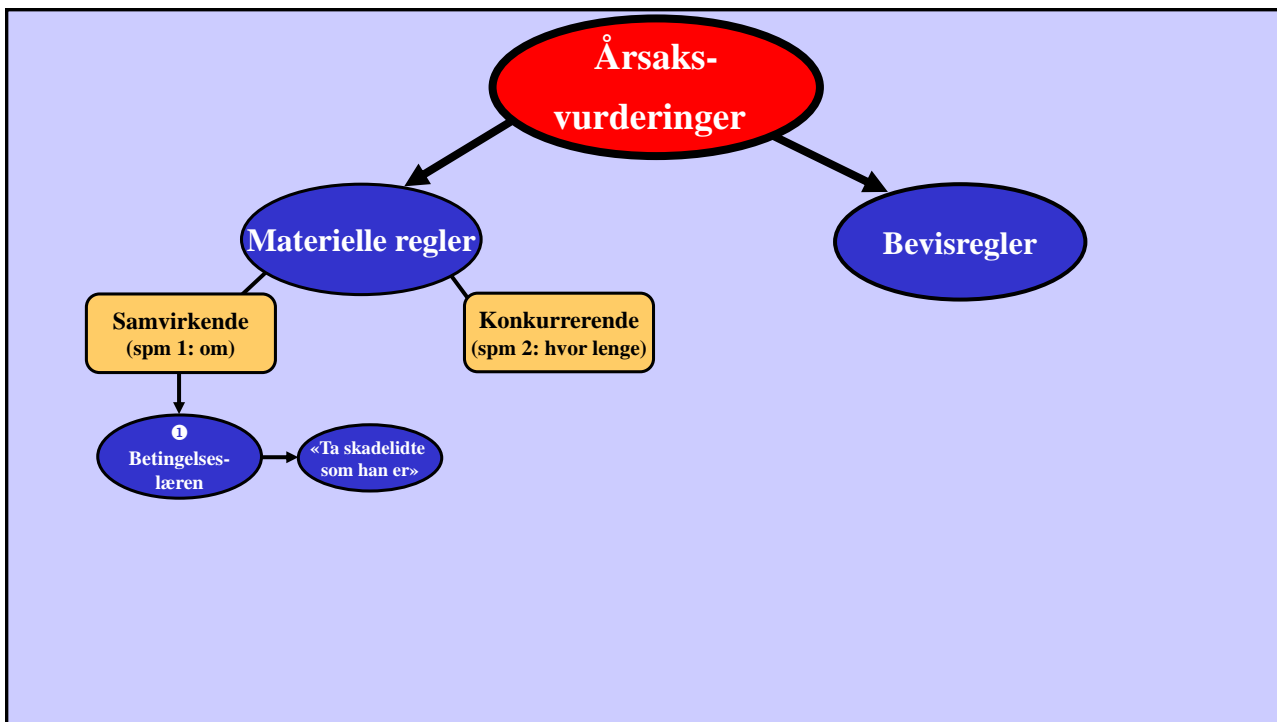 Årsaks-
vurderinger
Materielle regler
Bevisregler
Samvirkende
(spm 1: om)
Konkurrerende
(spm 2: hvor lenge)
❶
Betingelses-
læren
«Ta skadelidte
som han er»